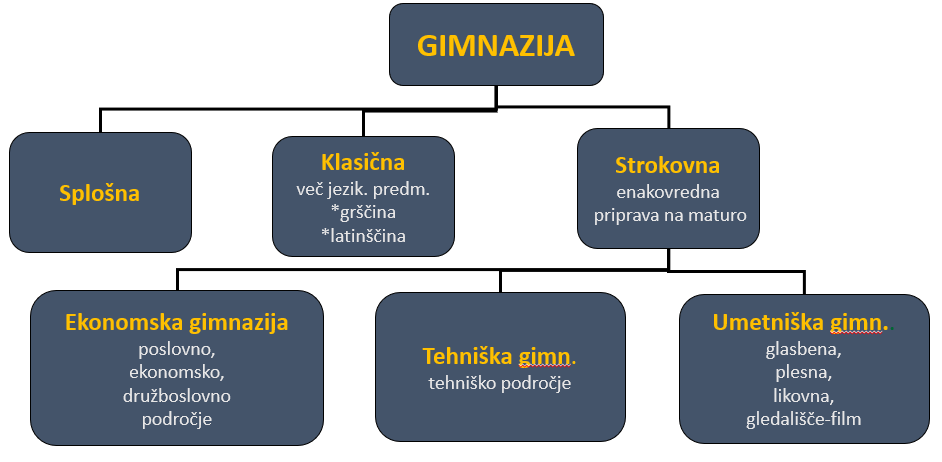 GIMNAZIJA
Splošna
Klasična
več jezik. predm.
*grščina
*latinščina
Strokovna
enakovredna
priprava na maturo
Ekonomska gimnazija
poslovno,
ekonomsko,
družboslovno
področje
Tehniška gimn.
tehniško področje
Umetniška gimn.
glasbena,
plesna,
likovna,
gledališče-film